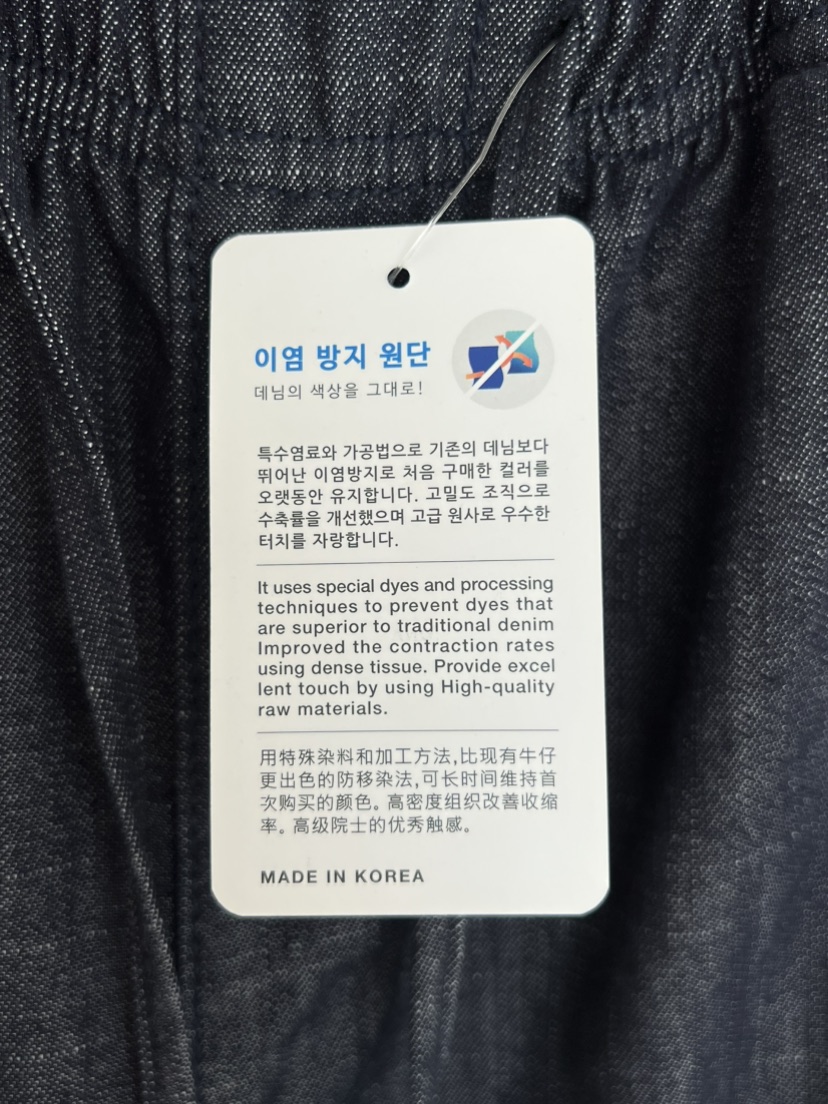 이염 방지 원단
데님의 색상을 그대로!
특수염료와 가공법으로 기존의 데님보다
뛰어난 이염방지로 처음 구매한 컬러를
오랫동안 유지합니다. 고밀도 조직으로
수축률을 개선했으며 고급 원사로 우수한
터치를 자랑합니다.
It uses special dyes and processing
techniques to prevent dyes that
are superior to traditional denim
Improved the contraction rates
using dense tissue. Provide excel
lent touch by using High-quality
raw materials.
用特殊染料和加工方法,比现有牛仔
更出色的防移染法,可长时间维持首
次购买的颜色。高密度组织改善收缩
率。高级院士的优秀触感。
MADE IN KOREA